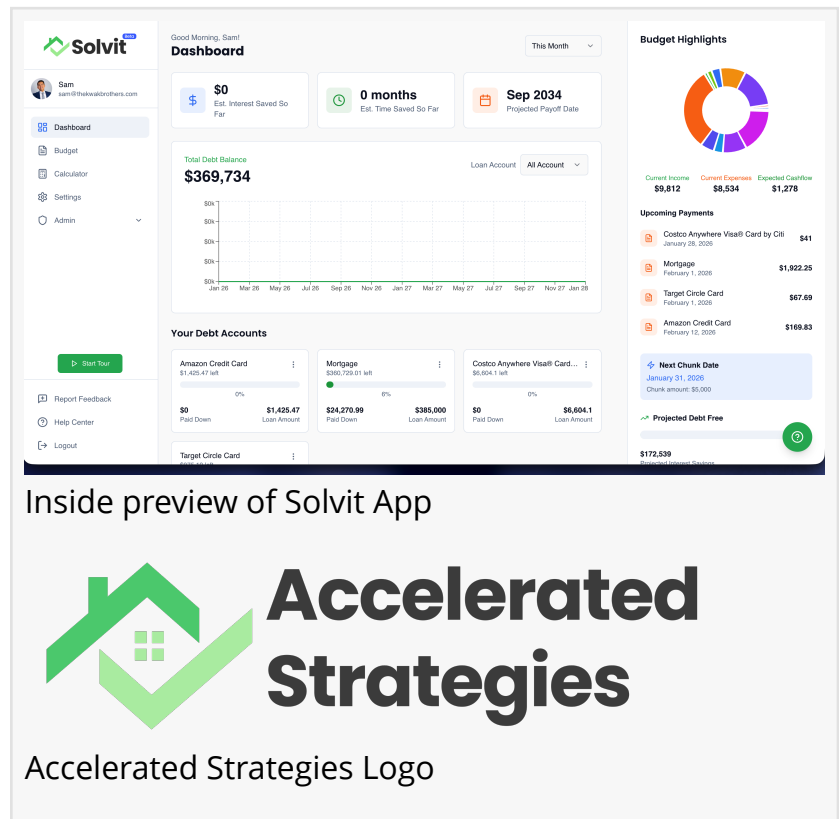 Solvit
Beta
Sam
sam@thekwakbrothers.com
Dashboard
Budget
Calculator
Settings
Admin
Start Tour
Report Feedback
Help Center
Logout
Good Morning, Sam!
Dashboard
This Month
$0
Est. Interest Saved So
Far
0 months
Est. Time Saved So Far
Sep 2034
Projected Payoff Date
Total Debt Balance
$369,734
Loan Account
All Account
$0k
$0k
$0k
$0k
$0k
Jan 26 Mar 26 May 26 Jul 26 Sep 26 Nov 26 Jan 27 Mar 27 May 27 Jul 27 Sep 27 Nov 27 Jan 28
Your Debt Accounts
Amazon Credit Card
$1,425.47 left
0%
$0 $1,425.47
Paid Down Loan Amount
Mortgage
$360,729.01 left
6%
$24,270.99 $385,000
Paid Down Loan Amount
Costco Anywhere Visa® Card...
$6,604.1 left
0%
$0 $6,604.1
Paid Down Loan Amount
Target Circle Card
Budget Highlights
Current Income Current Expenses Expected Cashflow
$9,812 $8,534 $1,278
Upcoming Payments
Costco Anywhere Visa® Card by Citi $41
January 28, 2026
Mortgage $1,922.25
February 1, 2026
Target Circle Card $67.69
February 1, 2026
Amazon Credit Card $169.83
February 12, 2026
Next Chunk Date
January 31, 2026
Chunk amount: $5,000
Projected Debt Free
$172,539
Projected Interest Savings
Inside preview of Solvit App
Accelerated
Strategies
Accelerated Strategies Logo